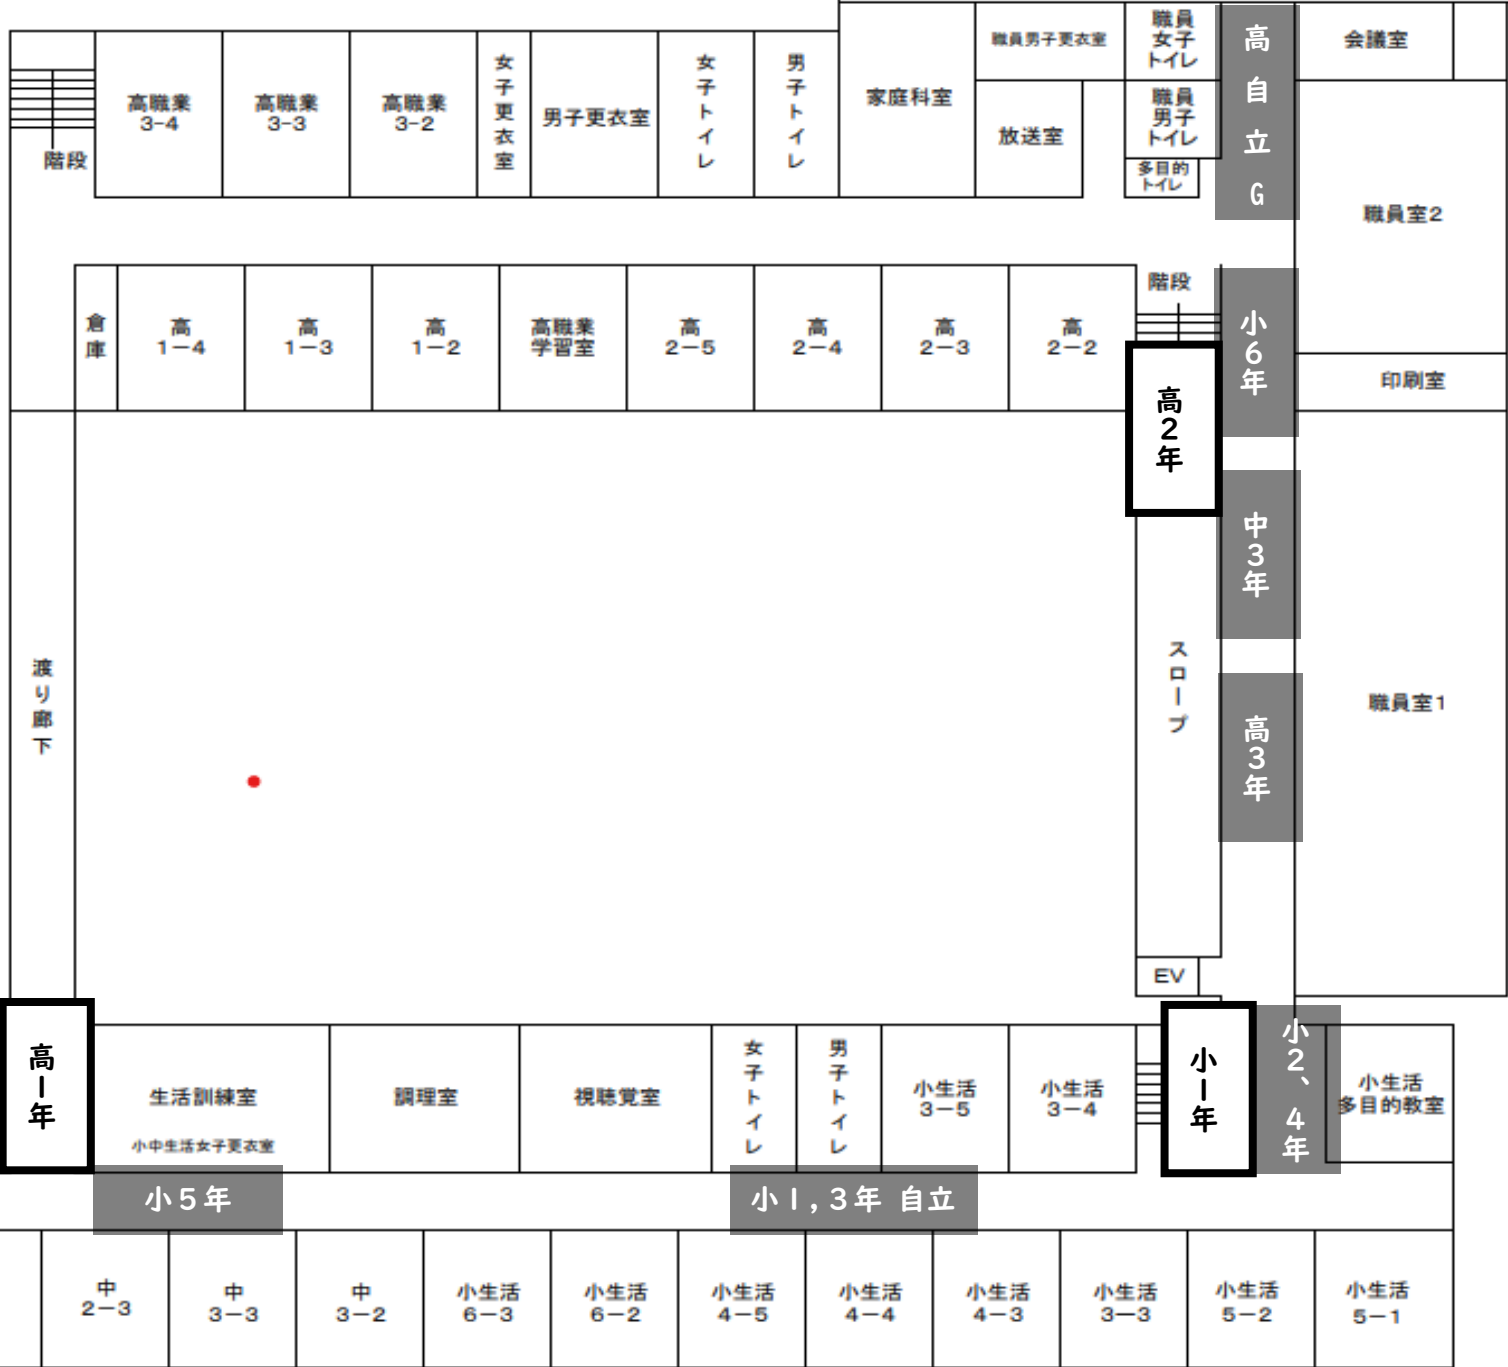 高職業
3-4
高職業
3-3
高職業
3-2
女子更衣室
男子更衣室
女子トイレ
男子トイレ
家庭科室
職員男子更衣室
放送室
職員
女子
トイレ
職員
男子
トイレ
多目的
トイレ
高自立G
会議室
階段
職員室2
倉庫
高
1－4
高
1－3
高
1－2
高職業
学習室
高
2－5
高
2－4
高
2－3
高
2－2
階段
小6年
印刷室
高2年
中3年
渡り廊下
スロープ
高3年
職員室1
EV
高1年
生活訓練室
小中生活女子更衣室
調理室
視聴覚室
女子トイレ
男子トイレ
小生活
3－5
小生活
3－4
小1年
小2、4年
小生活
多目的教室
小5年
小1,3年 自立
中
2－3
中
3－3
中
3－2
小生活
6－3
小生活
6－2
小生活
4－5
小生活
4－4
小生活
4－3
小生活
3－3
小生活
5－2
小生活
5－1